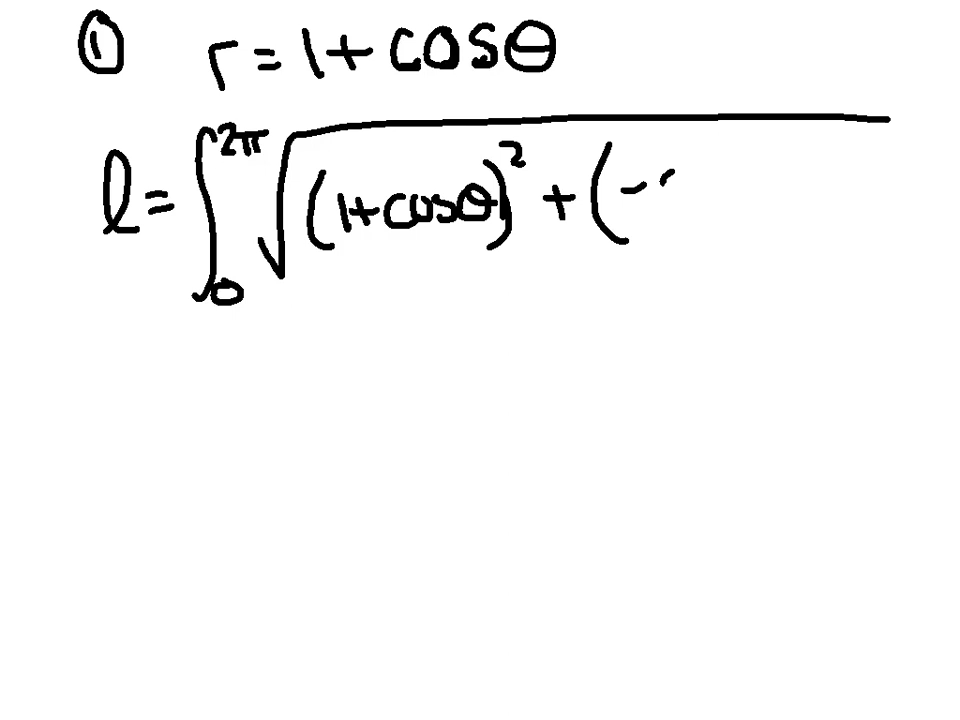 ① r = 1 + cosθ
l = ∫₀^2π √((1+cosθ)² + (-